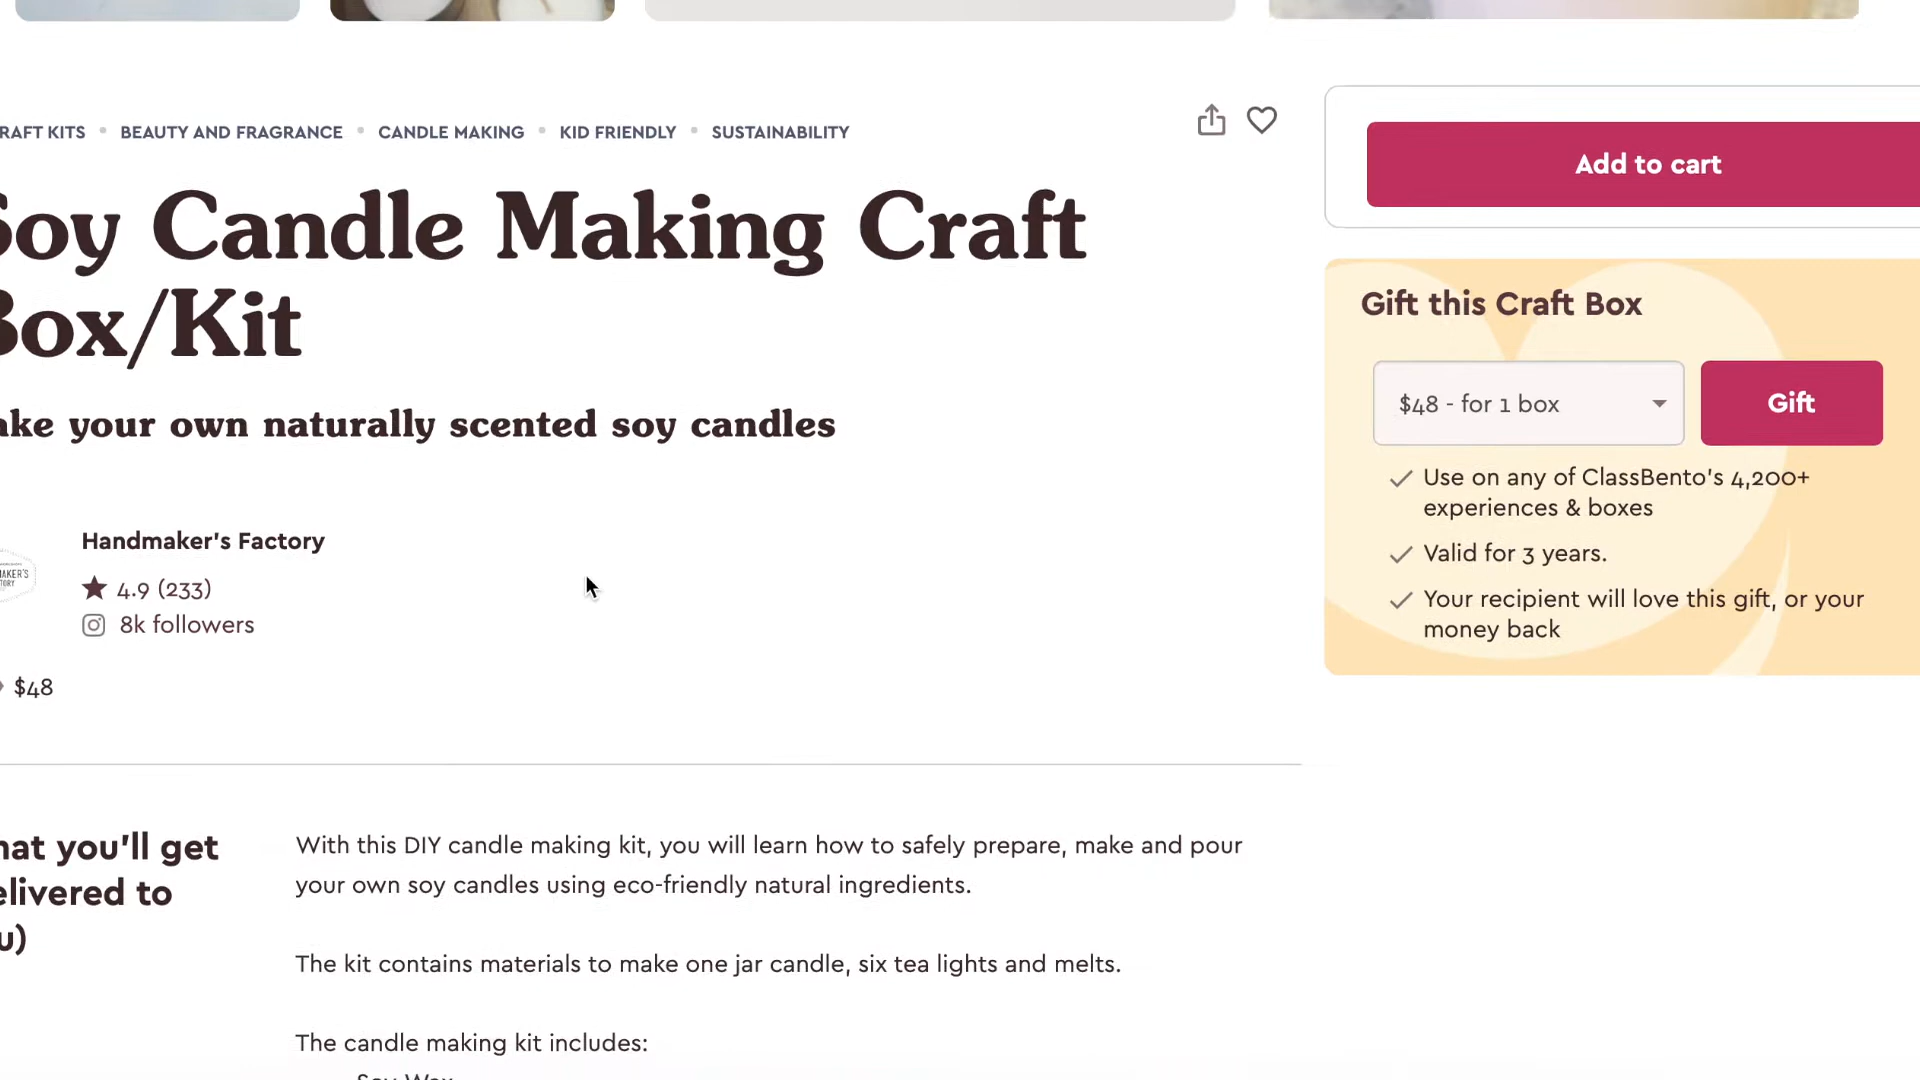 RAFT KITS • BEAUTY AND FRAGRANCE • CANDLE MAKING • KID FRIENDLY • SUSTAINABILITY
Soy Candle Making Craft
Box/Kit
ake your own naturally scented soy candles
Handmaker's Factory
4.9 (233)
8k followers
$48
Add to cart
Gift this Craft Box
$48 - for 1 box
Gift
Use on any of ClassBento's 4,200+
experiences & boxes
Valid for 3 years.
Your recipient will love this gift, or your
money back
hat you'll get
elivered to
u)
With this DIY candle making kit, you will learn how to safely prepare, make and pour
your own soy candles using eco-friendly natural ingredients.
The kit contains materials to make one jar candle, six tea lights and melts.
The candle making kit includes:
Soy Wax